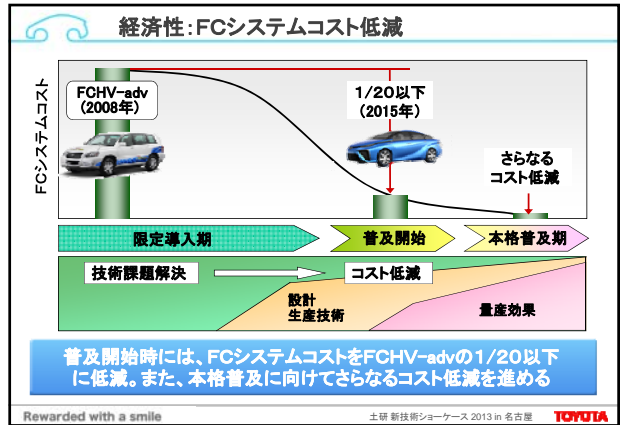 経済性:FCシステムコスト低減
FCシステムコスト
FCHV-adv
(2008年)
1/20以下
(2015年)
さらなる
コスト低減
限定導入期
普及開始
本格普及期
技術課題解決
コスト低減
設計
生産技術
量産効果
普及開始時には、FCシステムコストをFCHV-advの1/20以下
に低減。また、本格普及に向けてさらなるコスト低減を進める
Rewarded with a smile
土研 新技術ショーケース 2013 in 名古屋
TOYOTA